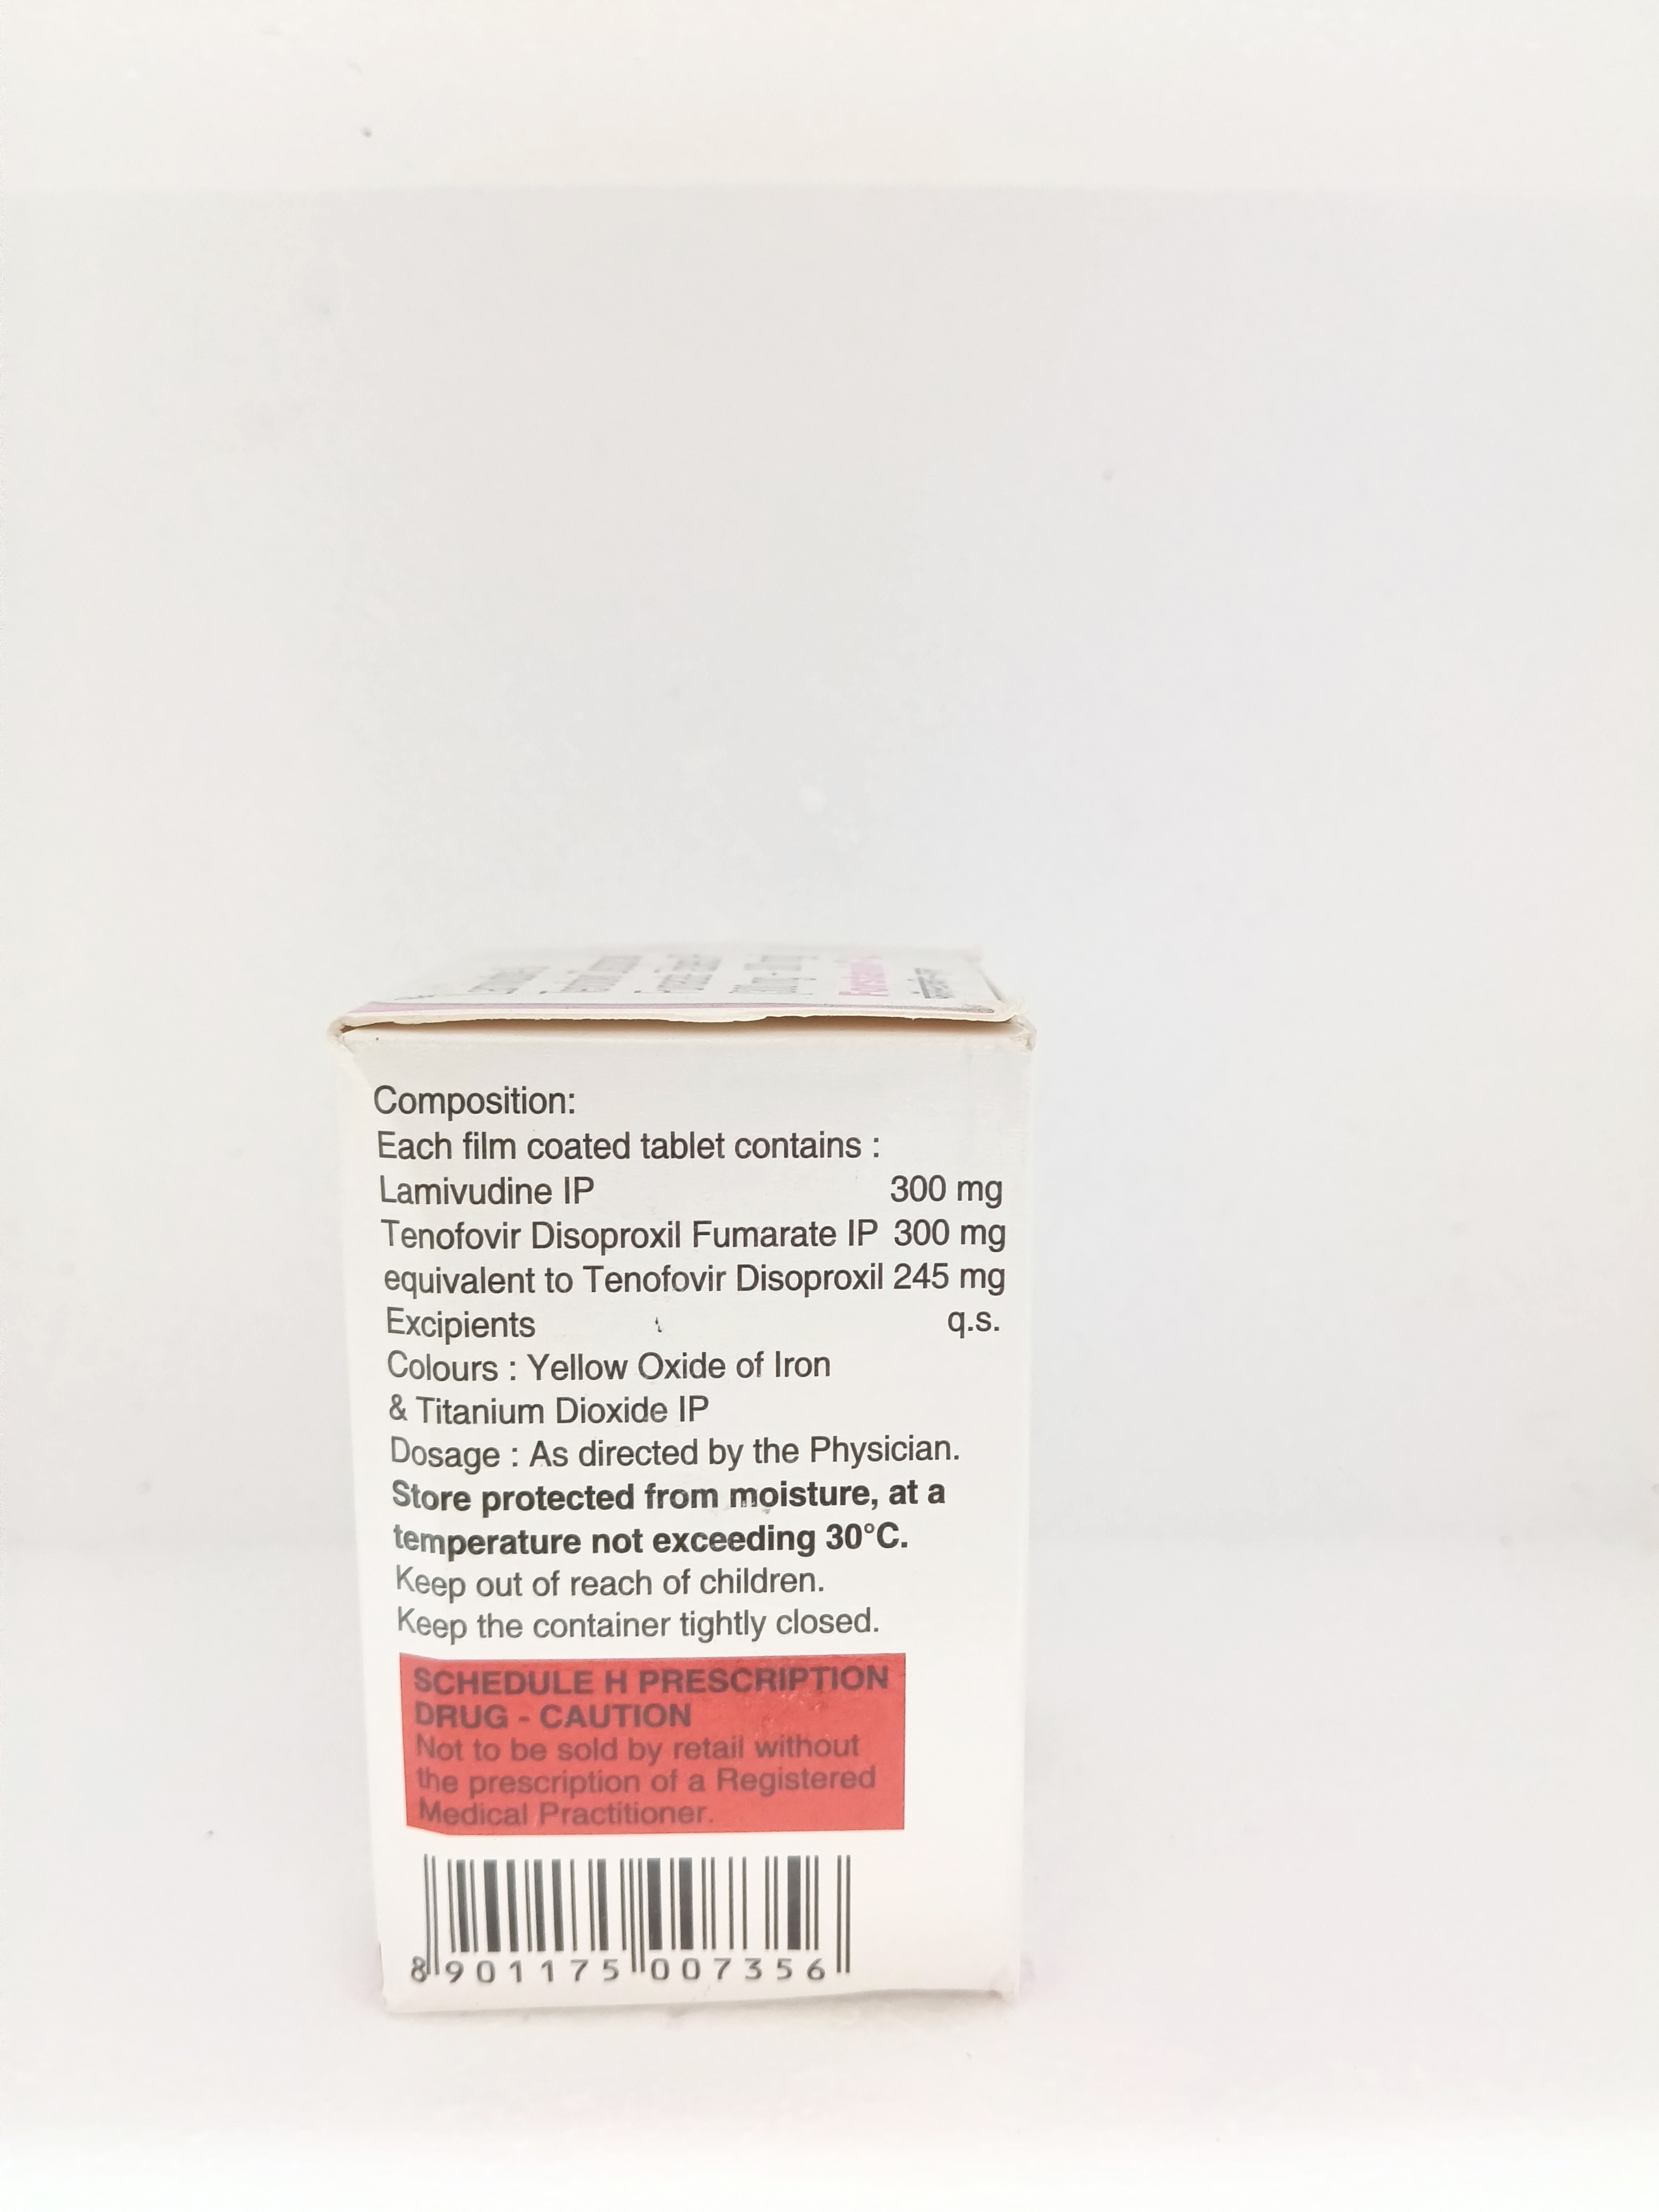 Composition:
Each film coated tablet contains :
Lamivudine IP 300 mg
Tenofovir Disoproxil Fumarate IP 300 mg
equivalent to Tenofovir Disoproxil 245 mg
Excipients q.s.
Colours : Yellow Oxide of Iron
& Titanium Dioxide IP
Dosage : As directed by the Physician.
Store protected from moisture, at a
temperature not exceeding 30°C.
Keep out of reach of children.
Keep the container tightly closed.
SCHEDULE H PRESCRIPTION
DRUG - CAUTION
Not to be sold by retail without
the prescription of a Registered
Medical Practitioner.
8 901175 007356